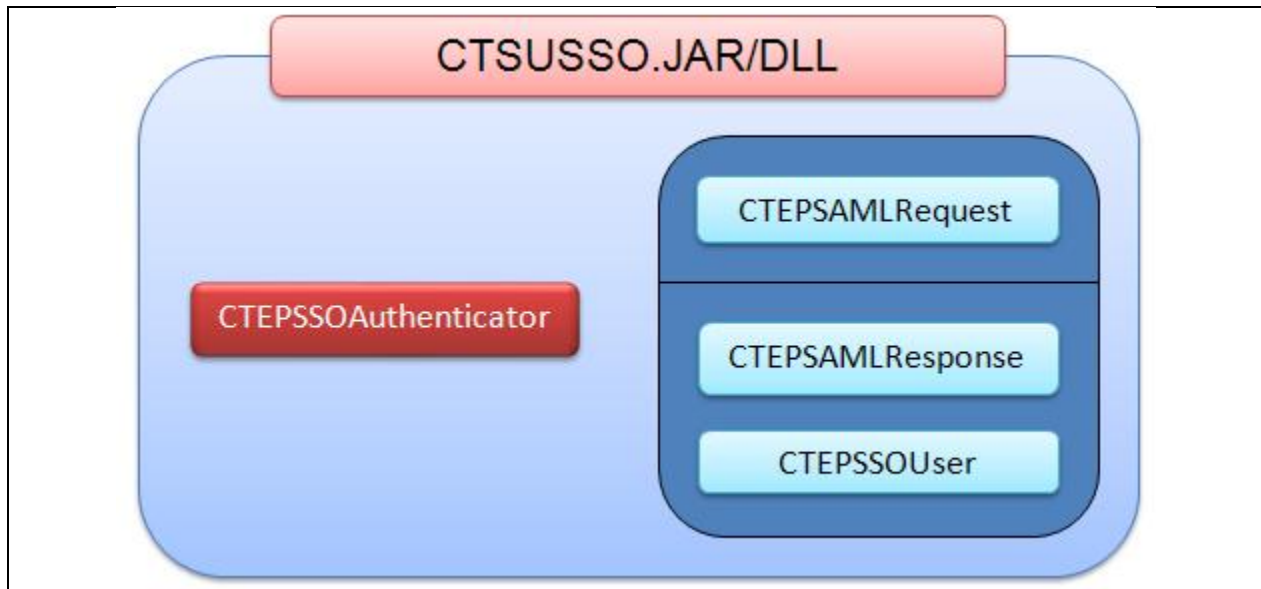 CTSUSSO.JAR/DLL
CTEPSAMLRequest
CTEPSSOAuthenticator
CTEPSAMLResponse
CTEPSSOUser